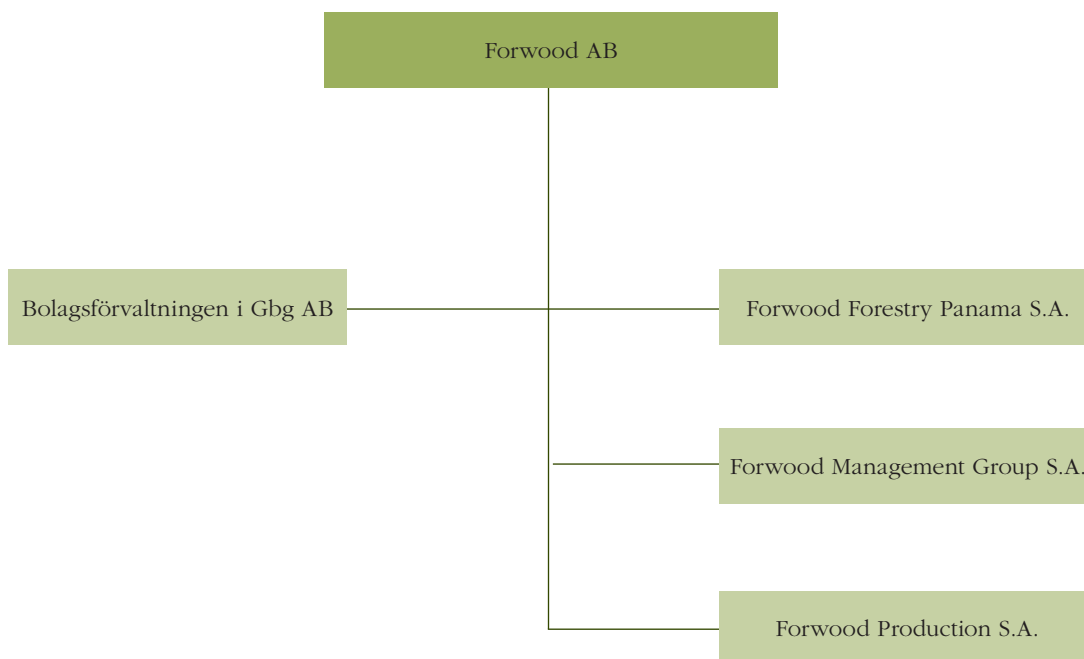 Forwood AB
Bolagsförvaltningen i Gbg AB
Forwood Forestry Panama S.A.
Forwood Management Group S.A.
Forwood Production S.A.